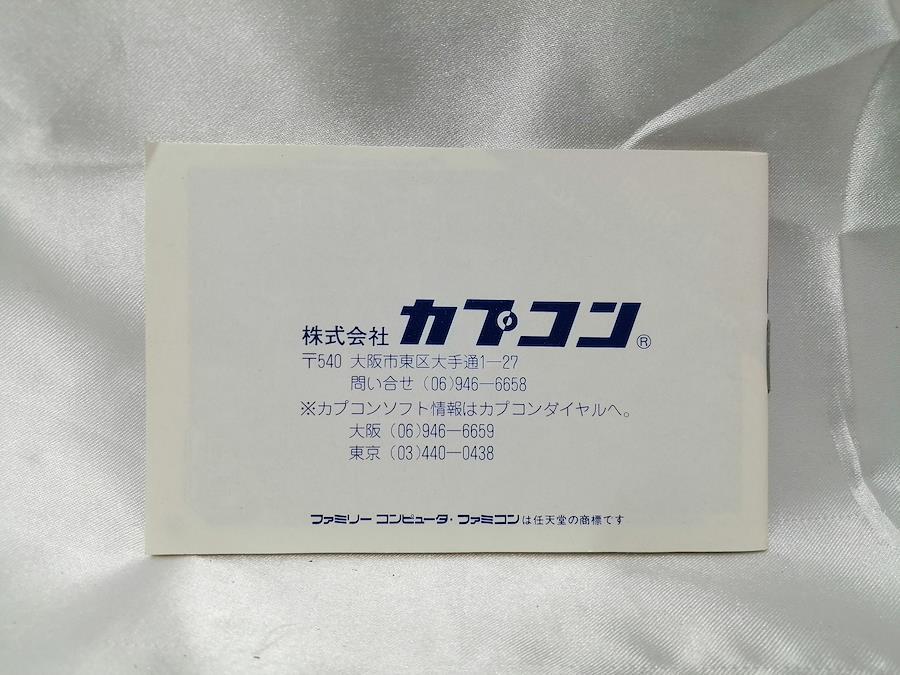 株式会社 カプコン®
〒540 大阪市東区大手通1—27
問い合せ (06)946—6658
※カプコンソフト情報はカプコンダイヤルへ。
大阪 (06)946—6659
東京 (03)440—0438
ファミリー コンピュータ・ファミコンは任天堂の商標です